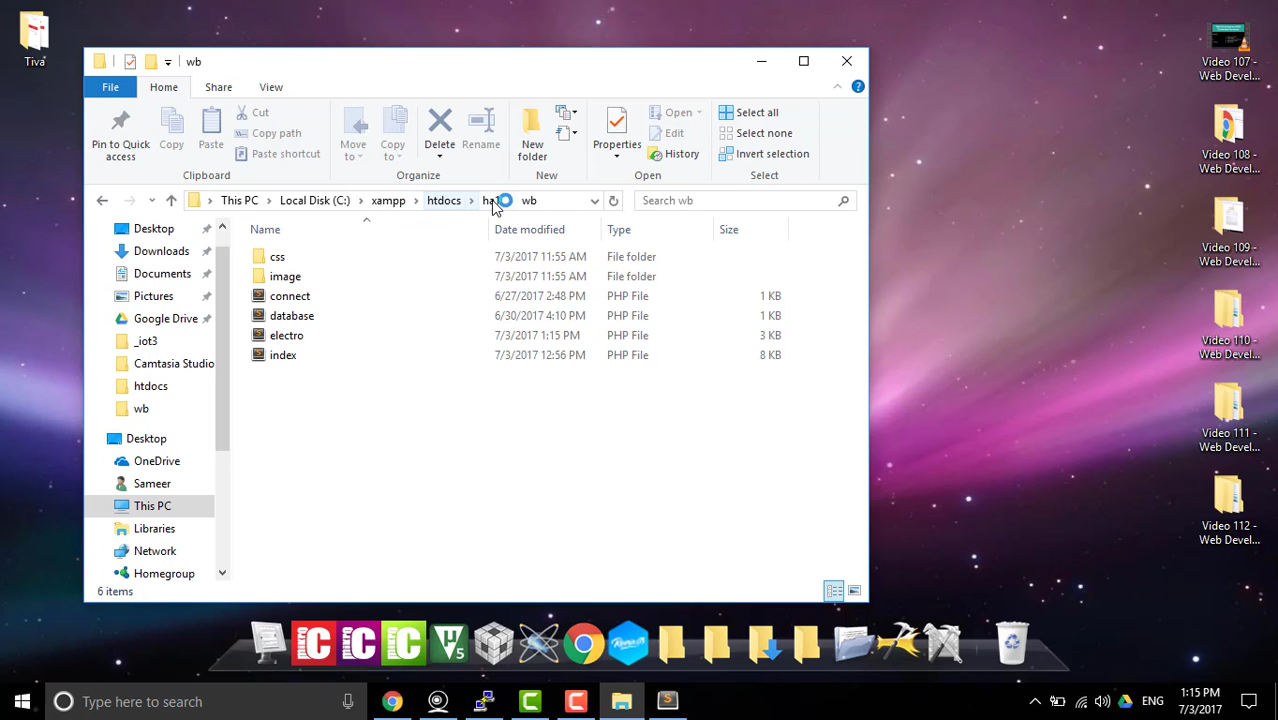 Tiva
wb
File
Home
Share
View
Pin to Quick access
Copy
Paste
Cut
Copy path
Paste shortcut
Clipboard
Move to
Copy to
Delete
Rename
Organize
New folder
New
Properties
Open
Edit
History
Open
Select all
Select none
Invert selection
Select
This PC > Local Disk (C:) > xampp > htdocs > wb
Search wb
Name
Date modified
Type
Size
css 7/3/2017 11:55 AM File folder
image 7/3/2017 11:55 AM File folder
connect 6/27/2017 2:48 PM PHP File 1 KB
database 6/30/2017 4:10 PM PHP File 1 KB
electro 7/3/2017 1:15 PM PHP File 3 KB
index 7/3/2017 12:56 PM PHP File 8 KB
Desktop
Downloads
Documents
Pictures
Google Drive
_iot3
Camtasia Studio
htdocs
wb
Desktop
OneDrive
Sameer
This PC
Libraries
Network
Homegroup
6 items
Video 107 - Web Devel...
Video 108 - Web Devel...
Video 109 - Web Devel...
Video 110 - Web Devel...
Video 111 - Web Devel...
Video 112 - Web Devel...
Type here to search
ENG
1:15 PM
7/3/2017